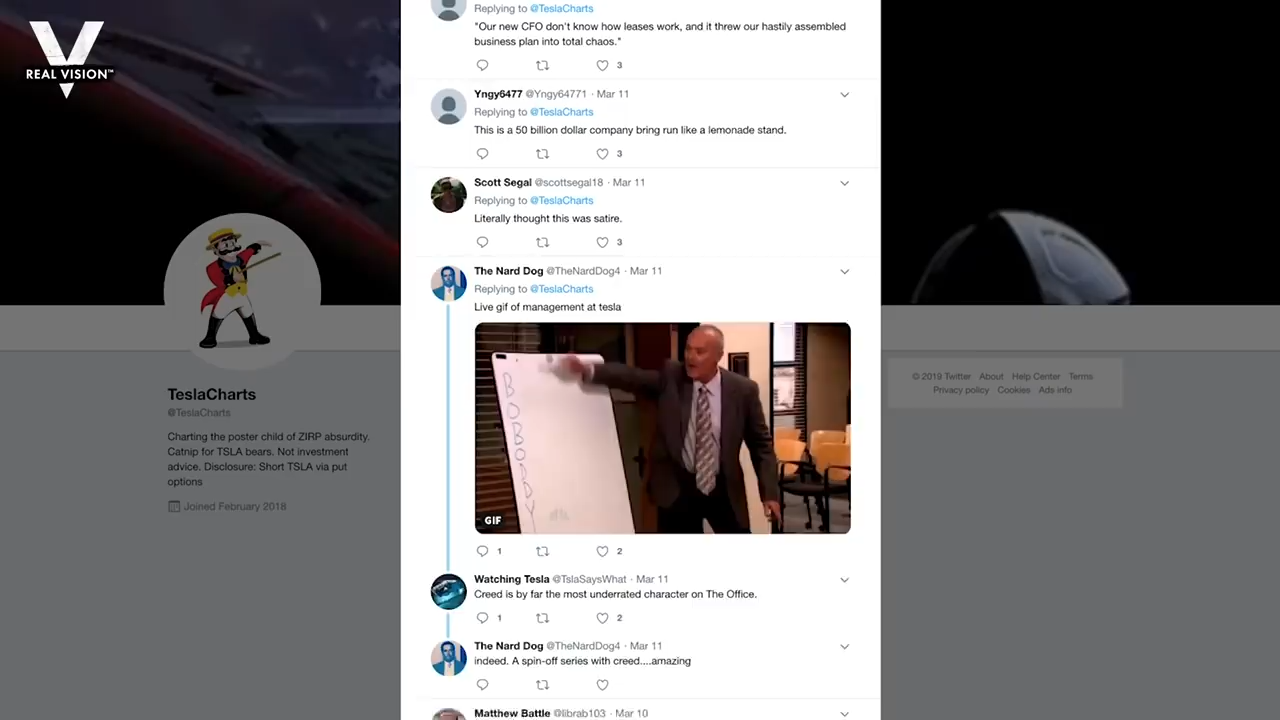 REAL VISION™
Replying to @TeslaCharts
"Our new CFO don't know how leases work, and it threw our hastily assembled
business plan into total chaos."
3
Yngy6477 @Yngy64771 · Mar 11
Replying to @TeslaCharts
This is a 50 billion dollar company bring run like a lemonade stand.
3
Scott Segal @scottsegal18 · Mar 11
Replying to @TeslaCharts
Literally thought this was satire.
3
The Nard Dog @TheNardDog4 · Mar 11
Replying to @TeslaCharts
Live gif of management at tesla
BOBODDY
GIF
1 2
Watching Tesla @TslaSaysWhat · Mar 11
Creed is by far the most underrated character on The Office.
1 2
The Nard Dog @TheNardDog4 · Mar 11
indeed. A spin-off series with creed....amazing
Matthew Battle @librab103 · Mar 10
TeslaCharts
@TeslaCharts
Charting the poster child of ZIRP absurdity.
Catnip for TSLA bears. Not investment
advice. Disclosure: Short TSLA via put
options
Joined February 2018
© 2019 Twitter About Help Center Terms
Privacy policy Cookies Ads info